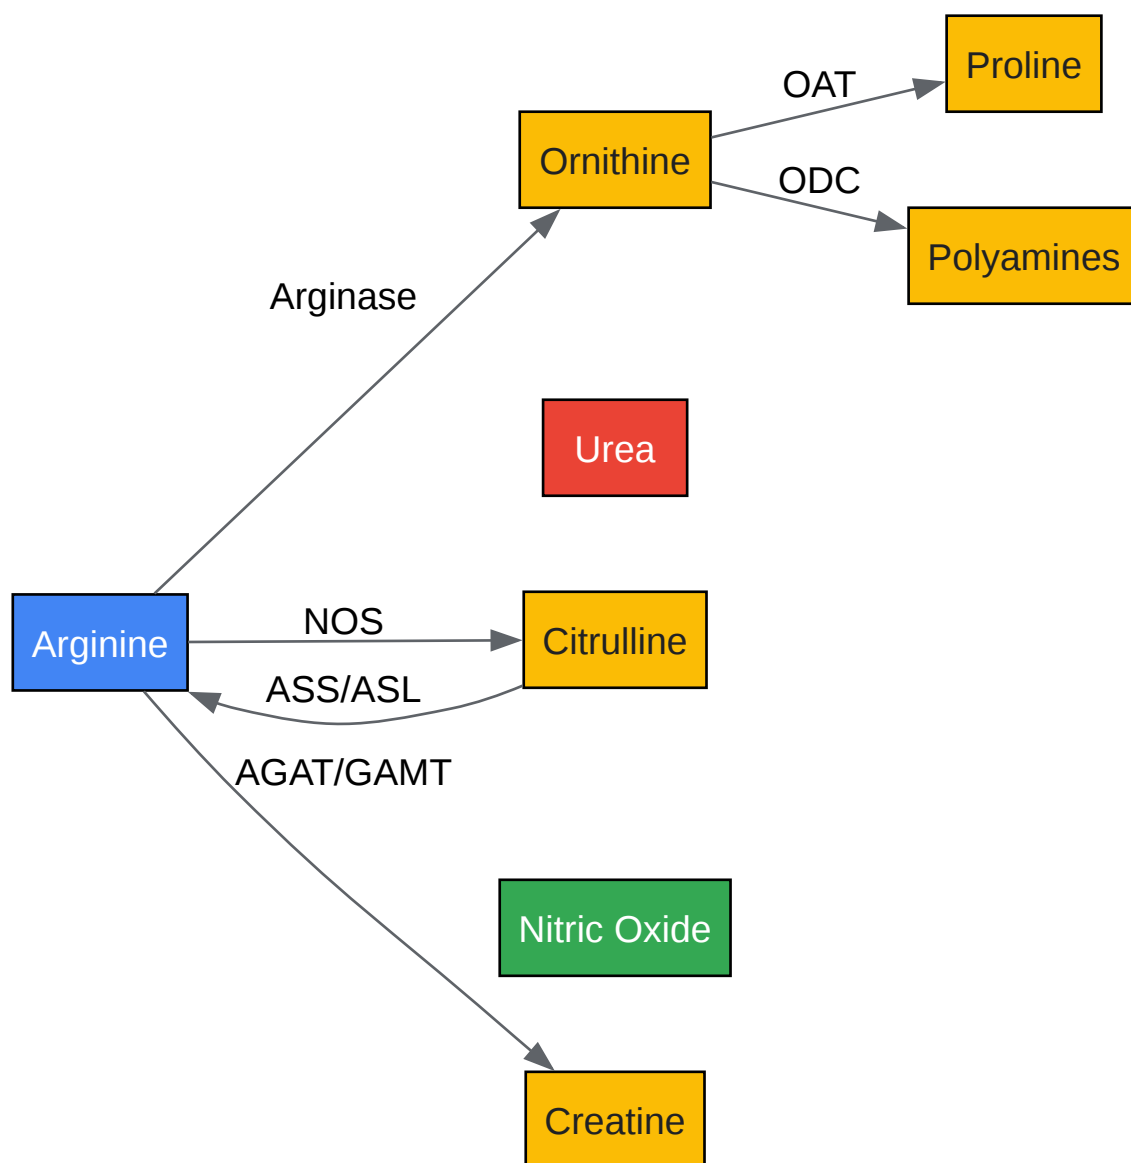 Proline
OAT
Ornithine
ODC
Polyamines
Arginase
Urea
NOS
Arginine
Citrulline
ASS/ASL
AGAT/GAMT
Nitric Oxide
Creatine